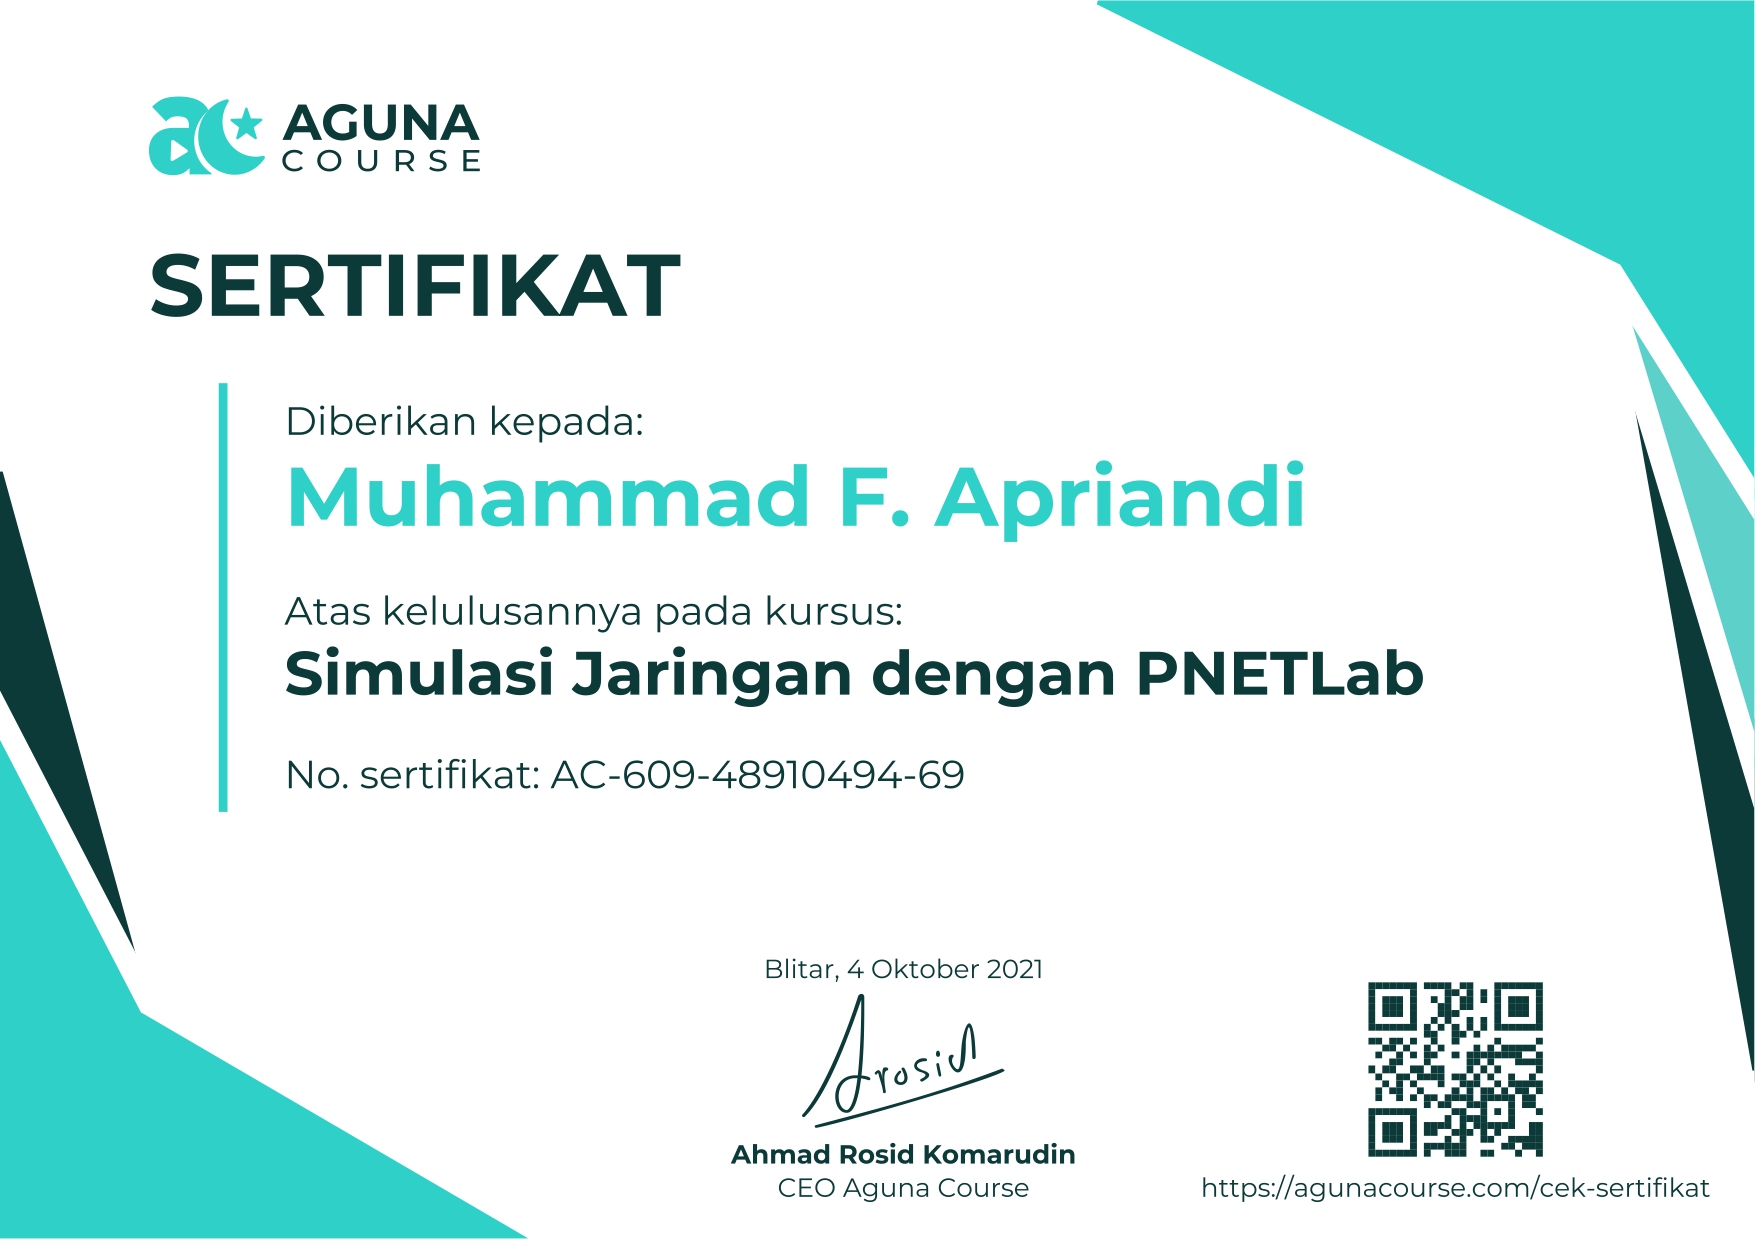 AGUNA
COURSE
SERTIFIKAT
Diberikan kepada:
Muhammad F. Apriandi
Atas kelulusannya pada kursus:
Simulasi Jaringan dengan PNETLab
No. sertifikat: AC-609-48910494-69
Blitar, 4 Oktober 2021
Arosid
Ahmad Rosid Komarudin
CEO Aguna Course
https://agunacourse.com/cek-sertifikat